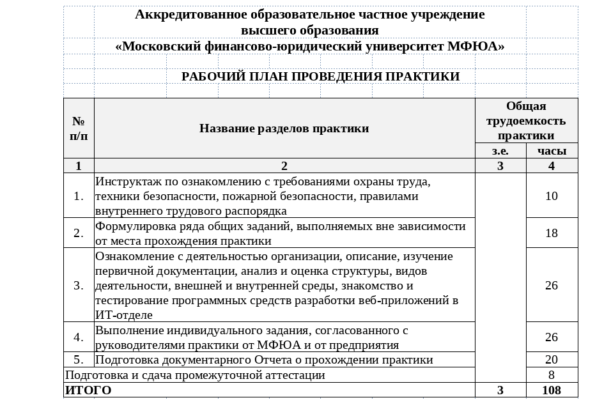 Аккредитованное образовательное частное учреждение
высшего образования
«Московский финансово-юридический университет МФЮА»
РАБОЧИЙ ПЛАН ПРОВЕДЕНИЯ ПРАКТИКИ
№ п/п Название разделов практики Общая трудоемкость практики
з.е. часы
1 2 3 4
1. Инструктаж по ознакомлению с требованиями охраны труда,
техники безопасности, пожарной безопасности, правилами
внутреннего трудового распорядка 10
2. Формулировка ряда общих заданий, выполняемых вне зависимости
от места прохождения практики 18
3. Ознакомление с деятельностью организации, описание, изучение
первичной документации, анализ и оценка структуры, видов
деятельности, внешней и внутренней среды, знакомство и
тестирование программных средств разработки веб-приложений в
ИТ-отделе 26
4. Выполнение индивидуального задания, согласованного с
руководителями практики от МФЮА и от предприятия 26
5. Подготовка документарного Отчета о прохождении практики 20
Подготовка и сдача промежуточной аттестации 8
ИТОГО 3 108